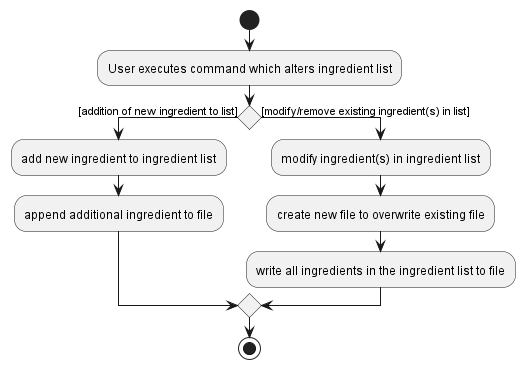 User executes command which alters ingredient list
[addition of new ingredient to list]
[modify/remove existing ingredient(s) in list]
add new ingredient to ingredient list
modify ingredient(s) in ingredient list
append additional ingredient to file
create new file to overwrite existing file
write all ingredients in the ingredient list to file